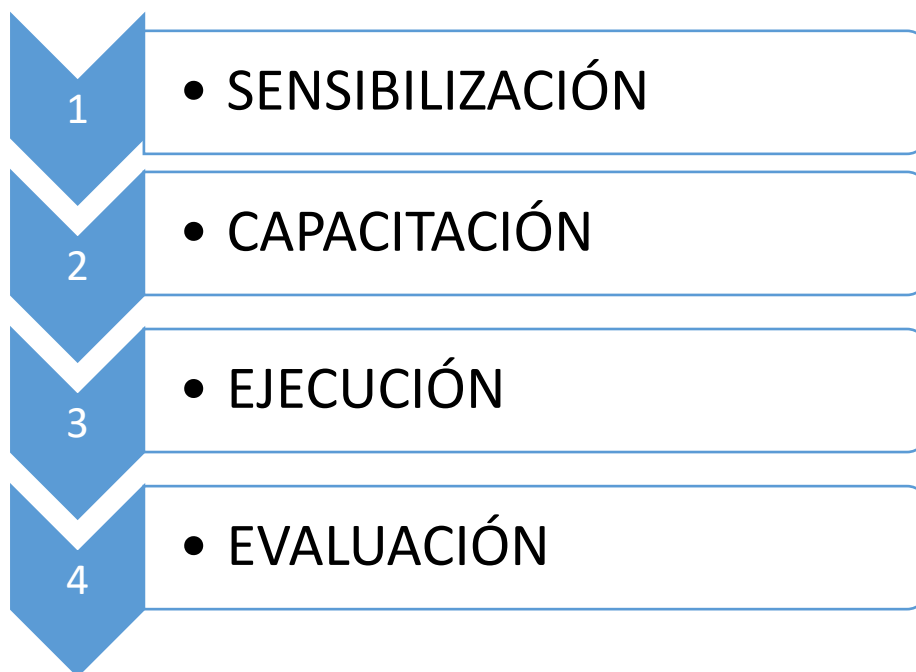 1
• SENSIBILIZACIÓN
2
• CAPACITACIÓN
3
• EJECUCIÓN
4
• EVALUACIÓN